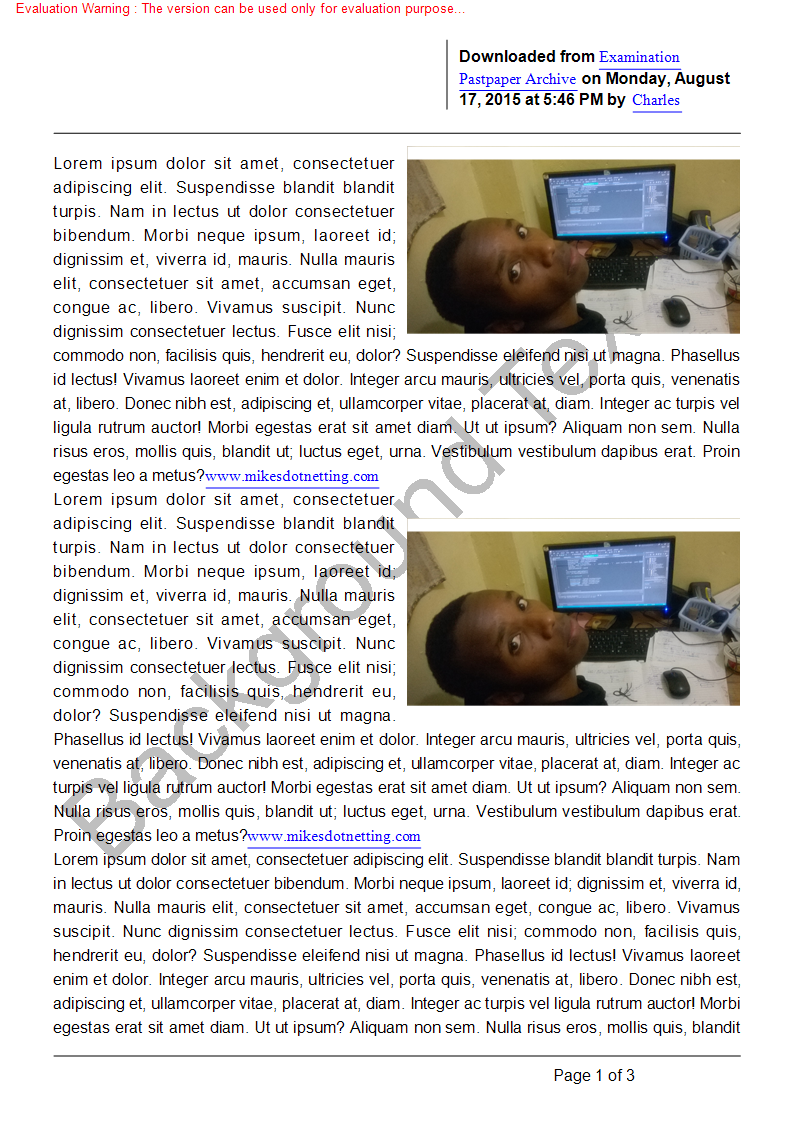 Evaluation Warning : The version can be used only for evaluation purpose...
Downloaded from Examination
Pastpaper Archive on Monday, August
17, 2015 at 5:46 PM by Charles
Lorem ipsum dolor sit amet, consectetuer
adipiscing elit. Suspendisse blandit blandit
turpis. Nam in lectus ut dolor consectetuer
bibendum. Morbi neque ipsum, laoreet id;
dignissim et, viverra id, mauris. Nulla mauris
elit, consectetuer sit amet, accumsan eget,
congue ac, libero. Vivamus suscipit. Nunc
dignissim consectetuer lectus. Fusce elit nisi;
commodo non, facilisis quis, hendrerit eu, dolor? Suspendisse eleifend nisi ut magna. Phasellus
id lectus! Vivamus laoreet enim et dolor. Integer arcu mauris, ultricies vel, porta quis, venenatis
at, libero. Donec nibh est, adipiscing et, ullamcorper vitae, placerat at, diam. Integer ac turpis vel
ligula rutrum auctor! Morbi egestas erat sit amet diam. Ut ut ipsum? Aliquam non sem. Nulla
risus eros, mollis quis, blandit ut; luctus eget, urna. Vestibulum vestibulum dapibus erat. Proin
egestas leo a metus?www.mikesdotnetting.com
Lorem ipsum dolor sit amet, consectetuer
adipiscing elit. Suspendisse blandit blandit
turpis. Nam in lectus ut dolor consectetuer
bibendum. Morbi neque ipsum, laoreet id;
dignissim et, viverra id, mauris. Nulla mauris
elit, consectetuer sit amet, accumsan eget,
congue ac, libero. Vivamus suscipit. Nunc
dignissim consectetuer lectus. Fusce elit nisi;
commodo non, facilisis quis, hendrerit eu,
dolor? Suspendisse eleifend nisi ut magna.
Phasellus id lectus! Vivamus laoreet enim et dolor. Integer arcu mauris, ultricies vel, porta quis,
venenatis at, libero. Donec nibh est, adipiscing et, ullamcorper vitae, placerat at, diam. Integer ac
turpis vel ligula rutrum auctor! Morbi egestas erat sit amet diam. Ut ut ipsum? Aliquam non sem.
Nulla risus eros, mollis quis, blandit ut; luctus eget, urna. Vestibulum vestibulum dapibus erat.
Proin egestas leo a metus?www.mikesdotnetting.com
Lorem ipsum dolor sit amet, consectetuer adipiscing elit. Suspendisse blandit blandit turpis. Nam
in lectus ut dolor consectetuer bibendum. Morbi neque ipsum, laoreet id; dignissim et, viverra id,
mauris. Nulla mauris elit, consectetuer sit amet, accumsan eget, congue ac, libero. Vivamus
suscipit. Nunc dignissim consectetuer lectus. Fusce elit nisi; commodo non, facilisis quis,
hendrerit eu, dolor? Suspendisse eleifend nisi ut magna. Phasellus id lectus! Vivamus laoreet
enim et dolor. Integer arcu mauris, ultricies vel, porta quis, venenatis at, libero. Donec nibh est,
adipiscing et, ullamcorper vitae, placerat at, diam. Integer ac turpis vel ligula rutrum auctor! Morbi
egestas erat sit amet diam. Ut ut ipsum? Aliquam non sem. Nulla risus eros, mollis quis, blandit
Background Tex
Page 1 of 3